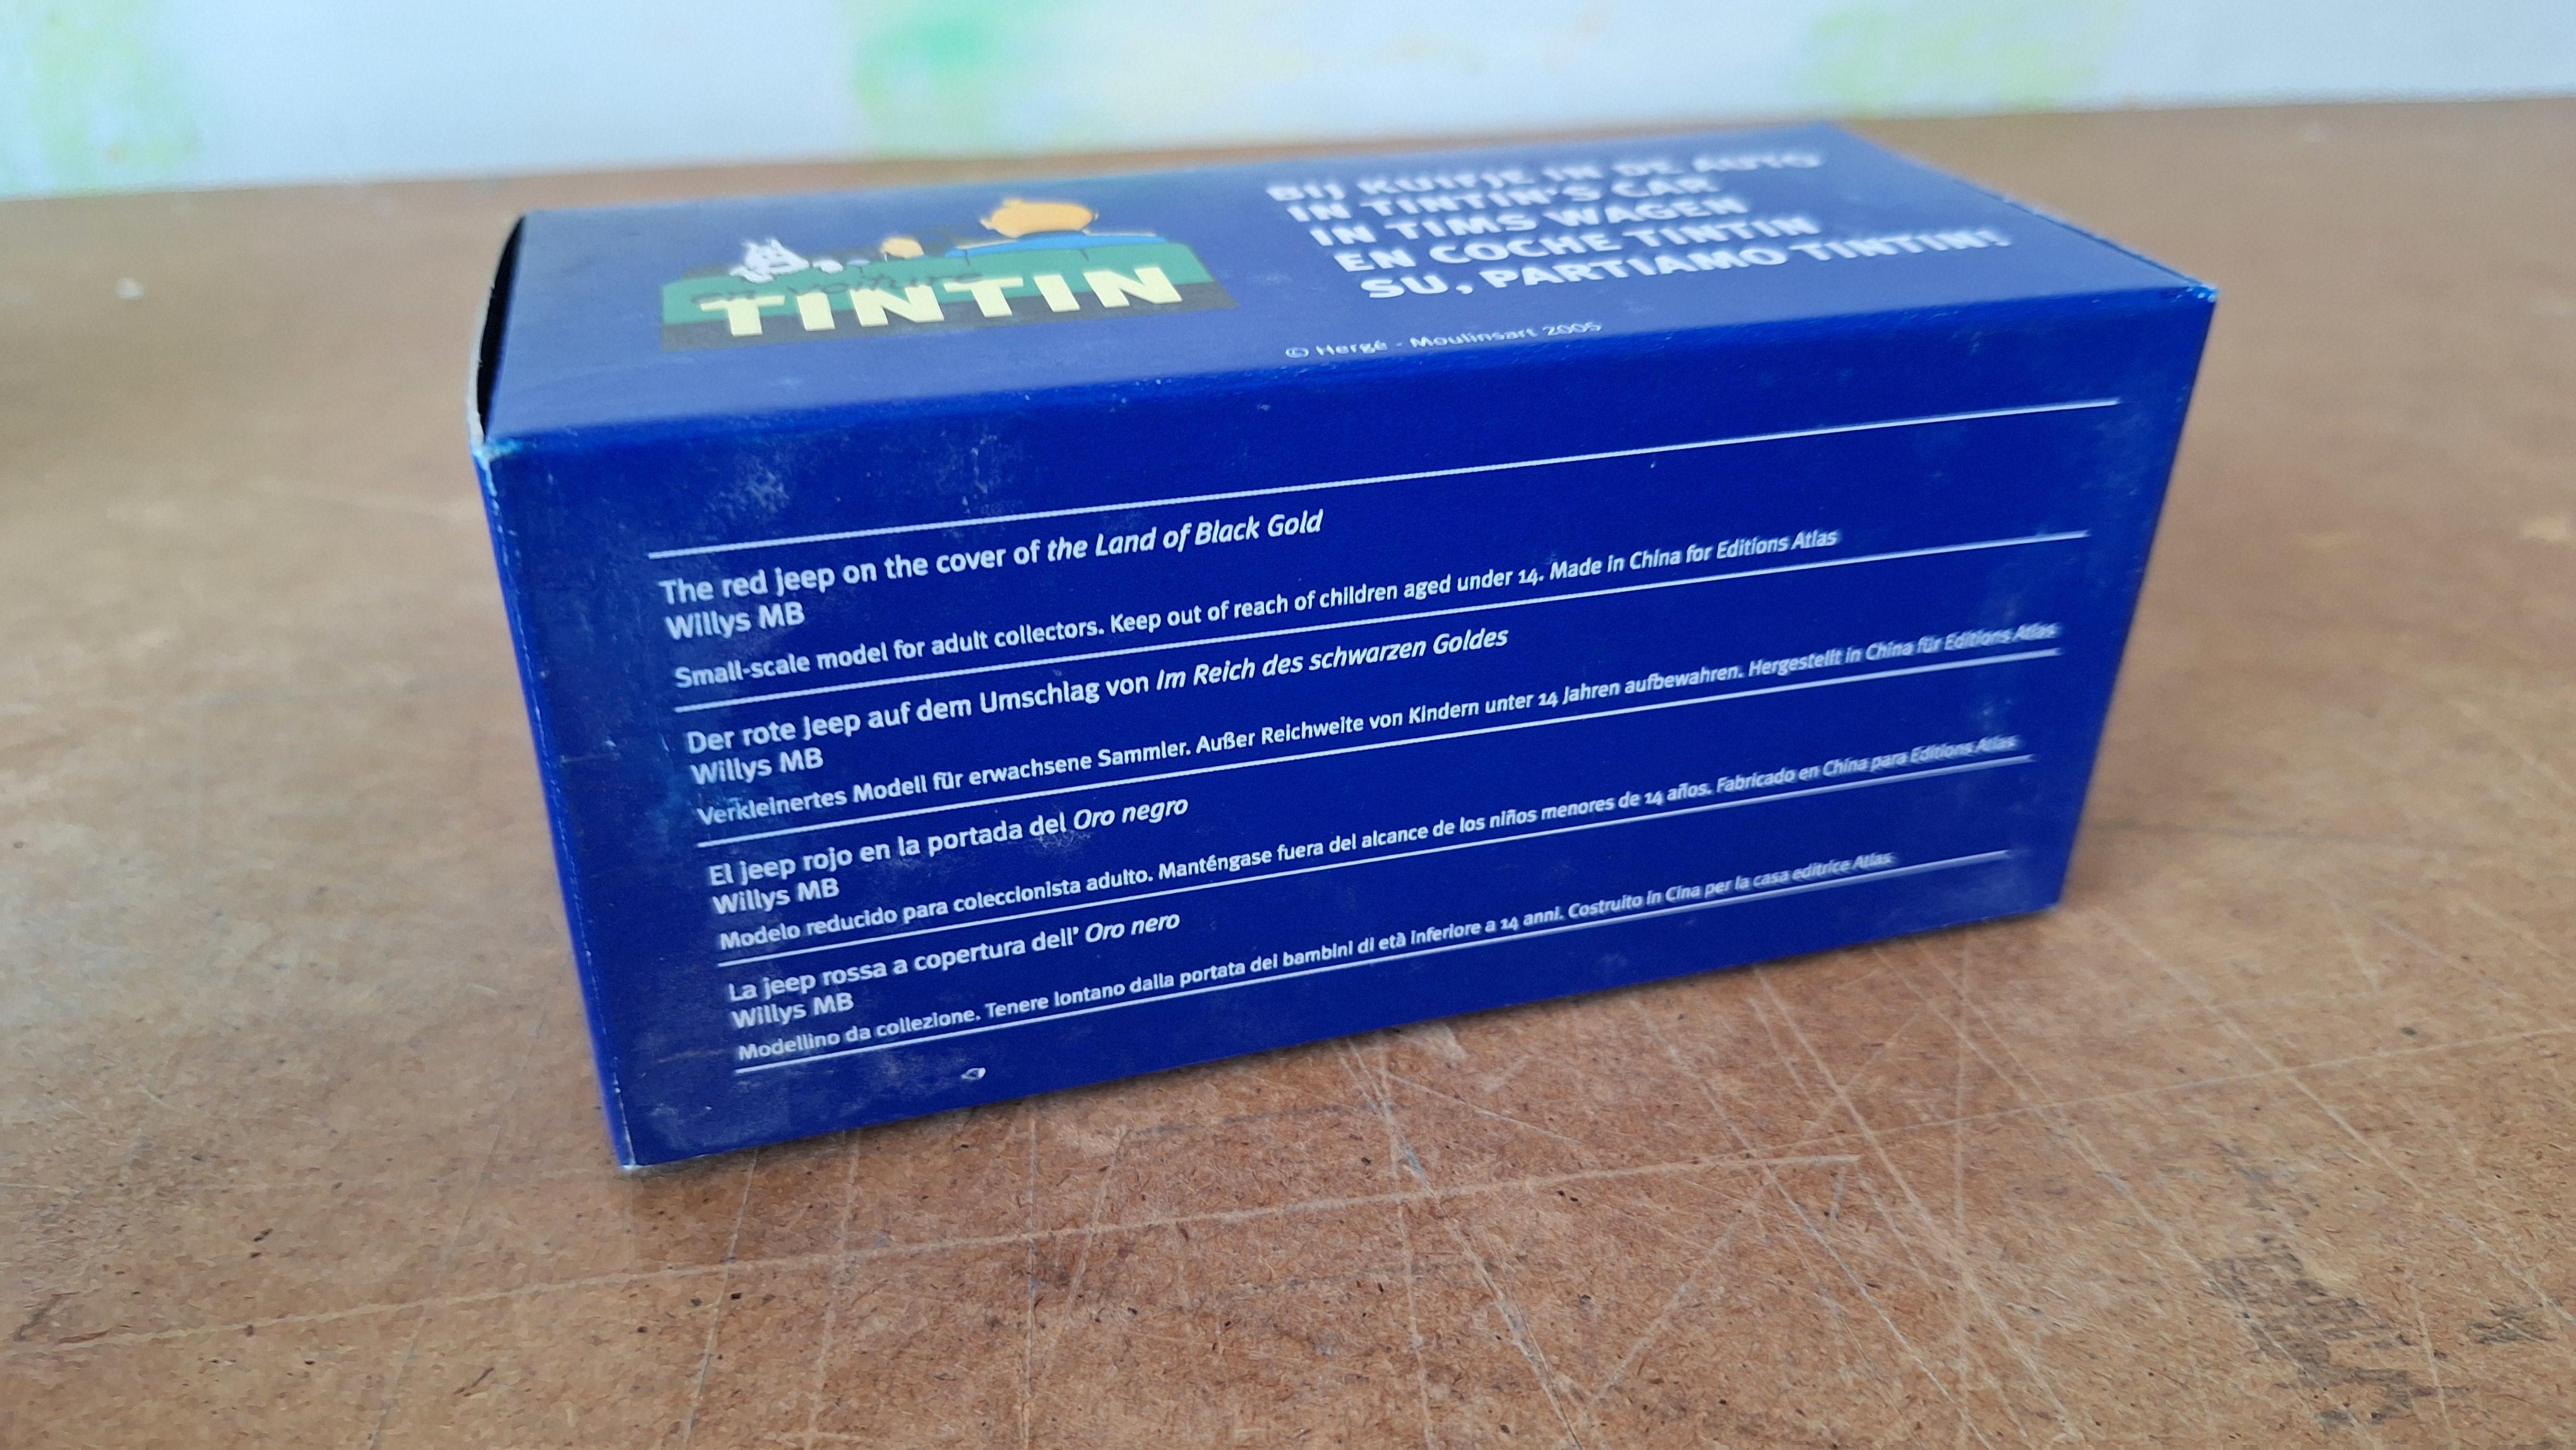 en voiture
TINTIN
BIJ KUIFJE IN DE AUTO
IN TINTIN'S CAR
IN TIMS WAGEN
EN COCHE TINTÍN
SU, PARTIAMO TINTIN!
© Hergé - Moulinsart 2005
The red jeep on the cover of the Land of Black Gold
Willys MB
Small-scale model for adult collectors. Keep out of reach of children aged under 14. Made in China for Editions Atlas
Der rote Jeep auf dem Umschlag von Im Reich des schwarzen Goldes
Willys MB
Verkleinertes Modell für erwachsene Sammler. Außer Reichweite von Kindern unter 14 Jahren aufbewahren. Hergestellt in China für Editions Atlas
El jeep rojo en la portada del Oro negro
Willys MB
Modelo reducido para coleccionista adulto. Manténgase fuera del alcance de los niños menores de 14 años. Fabricado en China para Editions Atlas
La jeep rossa a copertura dell' Oro nero
Willys MB
Modellino da collezione. Tenere lontano dalla portata dei bambini di età inferiore a 14 anni. Costruito in Cina per la casa editrice Atlas